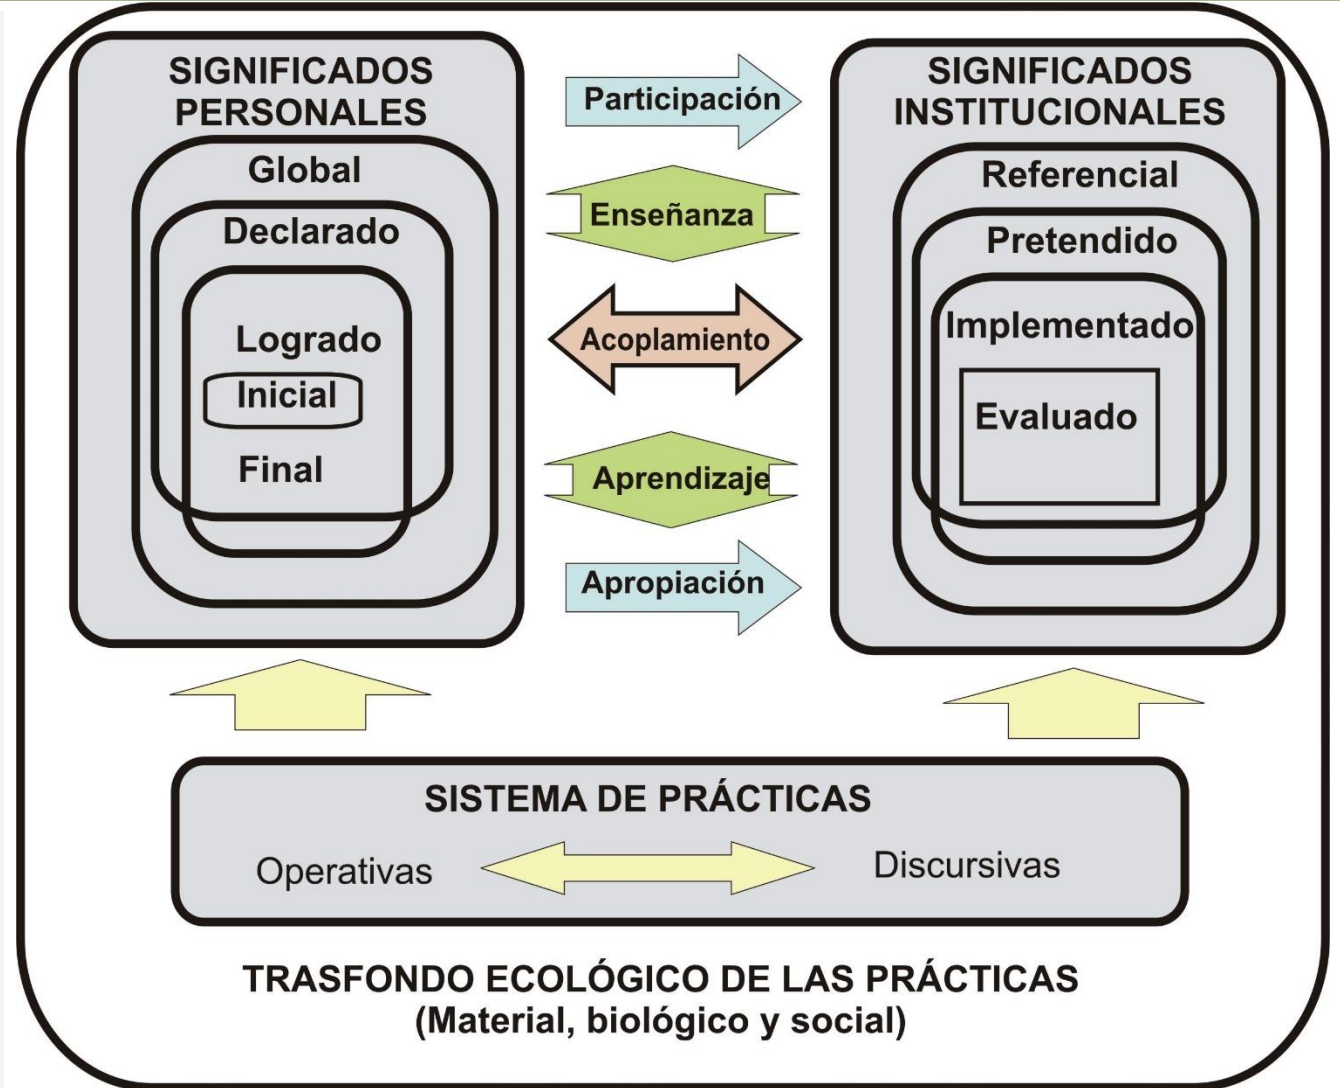 SIGNIFICADOS
PERSONALES
Global
Declarado
Logrado
Inicial
Final
Participación
Enseñanza
Acoplamiento
Aprendizaje
Apropiación
SIGNIFICADOS
INSTITUCIONALES
Referencial
Pretendido
Implementado
Evaluado
SISTEMA DE PRÁCTICAS
Operativas
Discursivas
TRASFONDO ECOLÓGICO DE LAS PRÁCTICAS
(Material, biológico y social)